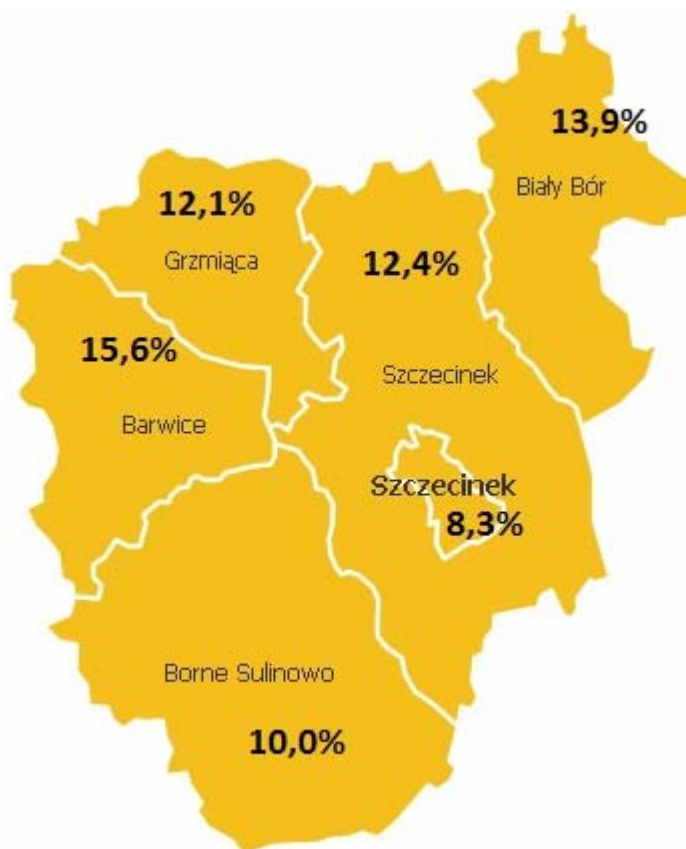 13,9%
Biały Bór
12,1%
Grzmiąca
12,4%
Szczecinek
15,6%
Barwice
Szczecinek
8,3%
Borne Sulinowo
10,0%